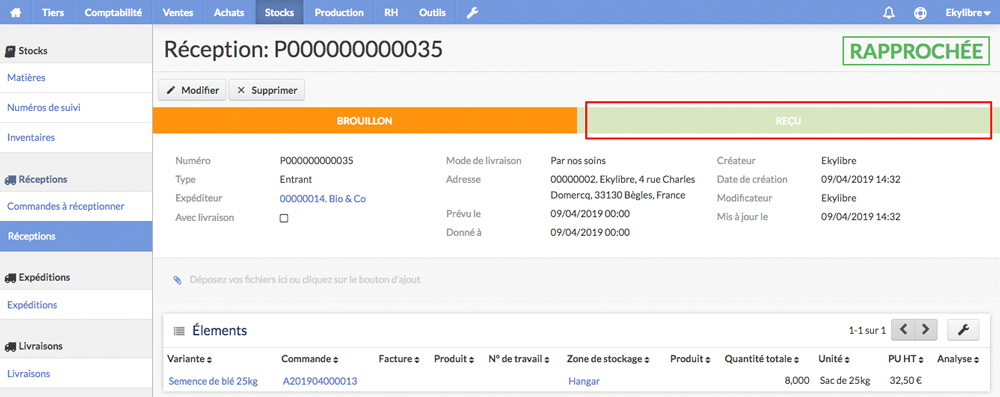 Tiers Comptabilité Ventes Achats Stocks Production RH Outils Ekylibre
Stocks
Matières
Numéros de suivi
Inventaires
Réceptions
Commandes à réceptionner
Réceptions
Expéditions
Expéditions
Livraisons
Livraisons
Réception: P000000000035
RAPPROCHÉE
Modifier Supprimer
BROUILLON REÇU
Numéro P000000000035
Type Entrant
Expéditeur 00000014. Bio & Co
Avec livraison
Mode de livraison Par nos soins
Adresse 00000002. Ekylibre, 4 rue Charles
Domercq, 33130 Bègles, France
Prévu le 09/04/2019 00:00
Donné à 09/04/2019 00:00
Créateur Ekylibre
Date de création 09/04/2019 14:32
Modificateur Ekylibre
Mis à jour le 09/04/2019 14:32
Déposez vos fichiers ici ou cliquez sur le bouton d'ajout
Élements 1-1 sur 1
Variante Commande Facture Produit N° de travail Zone de stockage Produit Quantité totale Unité PU HT Analyse
Semence de blé 25kg A201904000013 Hangar 8,000 Sac de 25kg 32,50 €